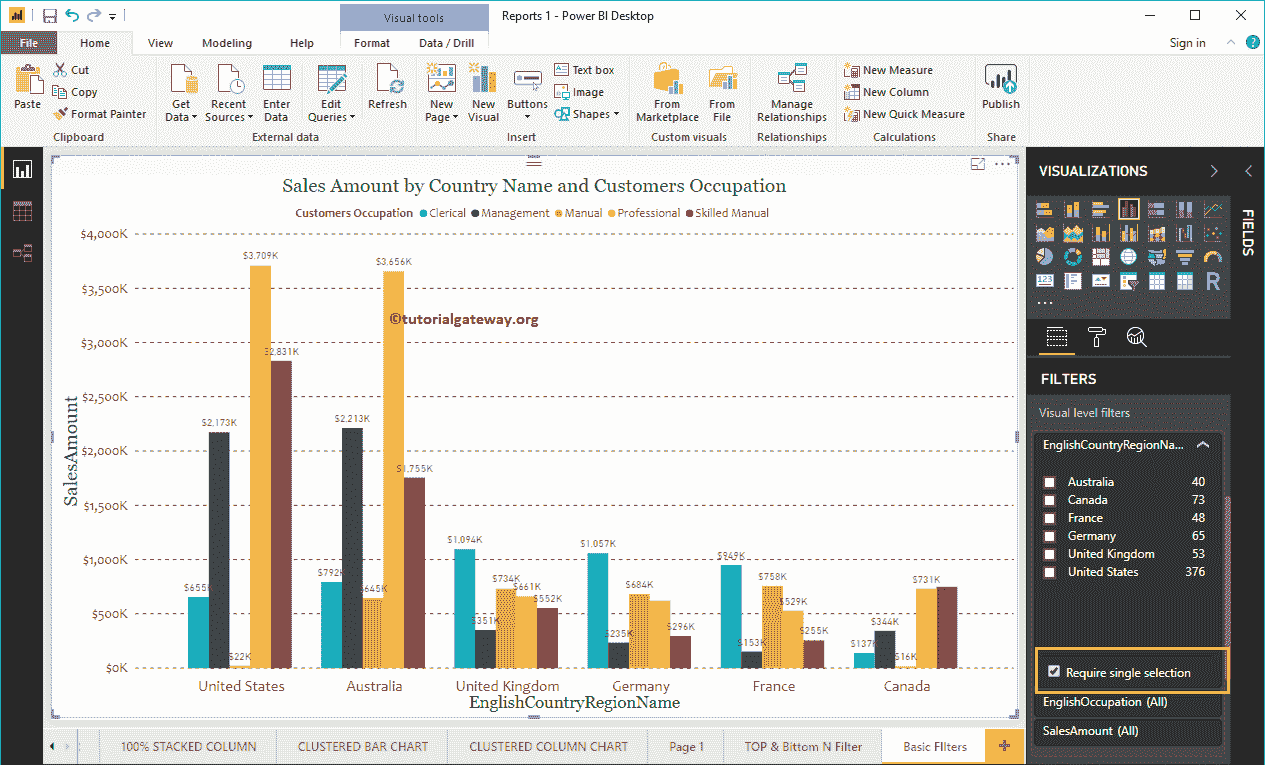 Visual tools Reports 1 - Power BI Desktop
File Home View Modeling Help Format Data / Drill Sign in ?
Paste Cut Copy Format Painter
Clipboard
Get Data Recent Sources Enter Data Edit Queries Refresh
External data
New Page New Visual Buttons Text box Image Shapes
Insert
From Marketplace From File
Custom visuals
Manage Relationships
Relationships
New Measure New Column New Quick Measure
Calculations
Publish
Share
Sales Amount by Country Name and Customers Occupation
Customers Occupation Clerical Management Manual Professional Skilled Manual
SalesAmount
$4,000K
$3,500K
$3,000K
$2,500K
$2,000K
$1,500K
$1,000K
$500K
$0K
©tutorialgateway.org
$655K $2,173K $22K $3,709K $2,831K
$792K $2,213K $645K $3,656K $1,755K
$1,094K $351K $734K $661K $552K
$1,057K $235K $684K $296K
$949K $153K $758K $529K $255K
$137K $344K $16K $731K
United States Australia United Kingdom Germany France Canada
EnglishCountryRegionName
100% STACKED COLUMN CLUSTERED BAR CHART CLUSTERED COLUMN CHART Page 1 TOP & Bittom N Filter Basic FIlters +
VISUALIZATIONS
123
R
FILTERS
Visual level filters
EnglishCountryRegionNa...
Australia 40
Canada 73
France 48
Germany 65
United Kingdom 53
United States 376
Require single selection
EnglishOccupation (All)
SalesAmount (All)
FIELDS